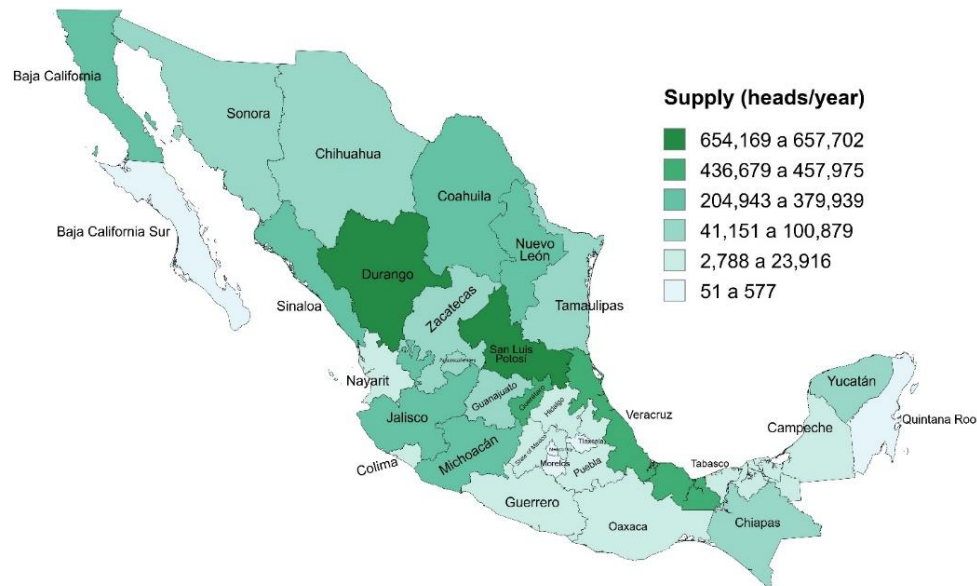 Baja California
Sonora
Chihuahua
Supply (heads/year)
654,169 a 657,702
436,679 a 457,975
204,943 a 379,939
41,151 a 100,879
2,788 a 23,916
51 a 577
Coahuila
Baja California Sur
Nuevo
León
Durango
Sinaloa
Zacatecas
Tamaulipas
San Luis
Potosí
Aguascalientes
Nayarit
Guanajuato
Querétaro
Hidalgo
Yucatán
Veracruz
Quintana Roo
Jalisco
Campeche
Michoacán
State of Mexico
Tlaxcala
Morelos
Puebla
Tabasco
Colima
Guerrero
Oaxaca
Chiapas